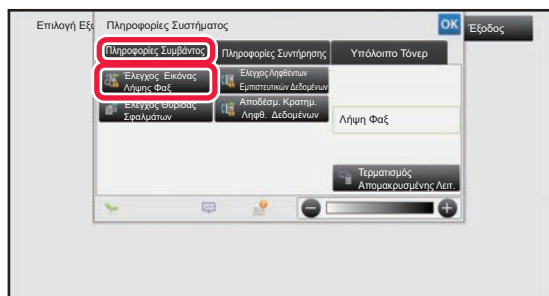 Επιλογή Εξ
Πληροφορίες Συστήματος
OK
Έξοδος
Πληροφορίες Συμβάντος
Πληροφορίες Συντήρησης
Υπόλοιπο Τόνερ
Έλεγχος Εικόνας
Λήψης Φαξ
Έλεγχος Ληφθέντων
Εμπιστευτικών Δεδομένων
Έλεγχος Θυρίδας
Σφαλμάτων
Αποδέσμ. Κρατημ.
Ληφθ. Δεδομένων
Λήψη Φαξ
Τερματισμός
Απομακρυσμένης Λειτ.